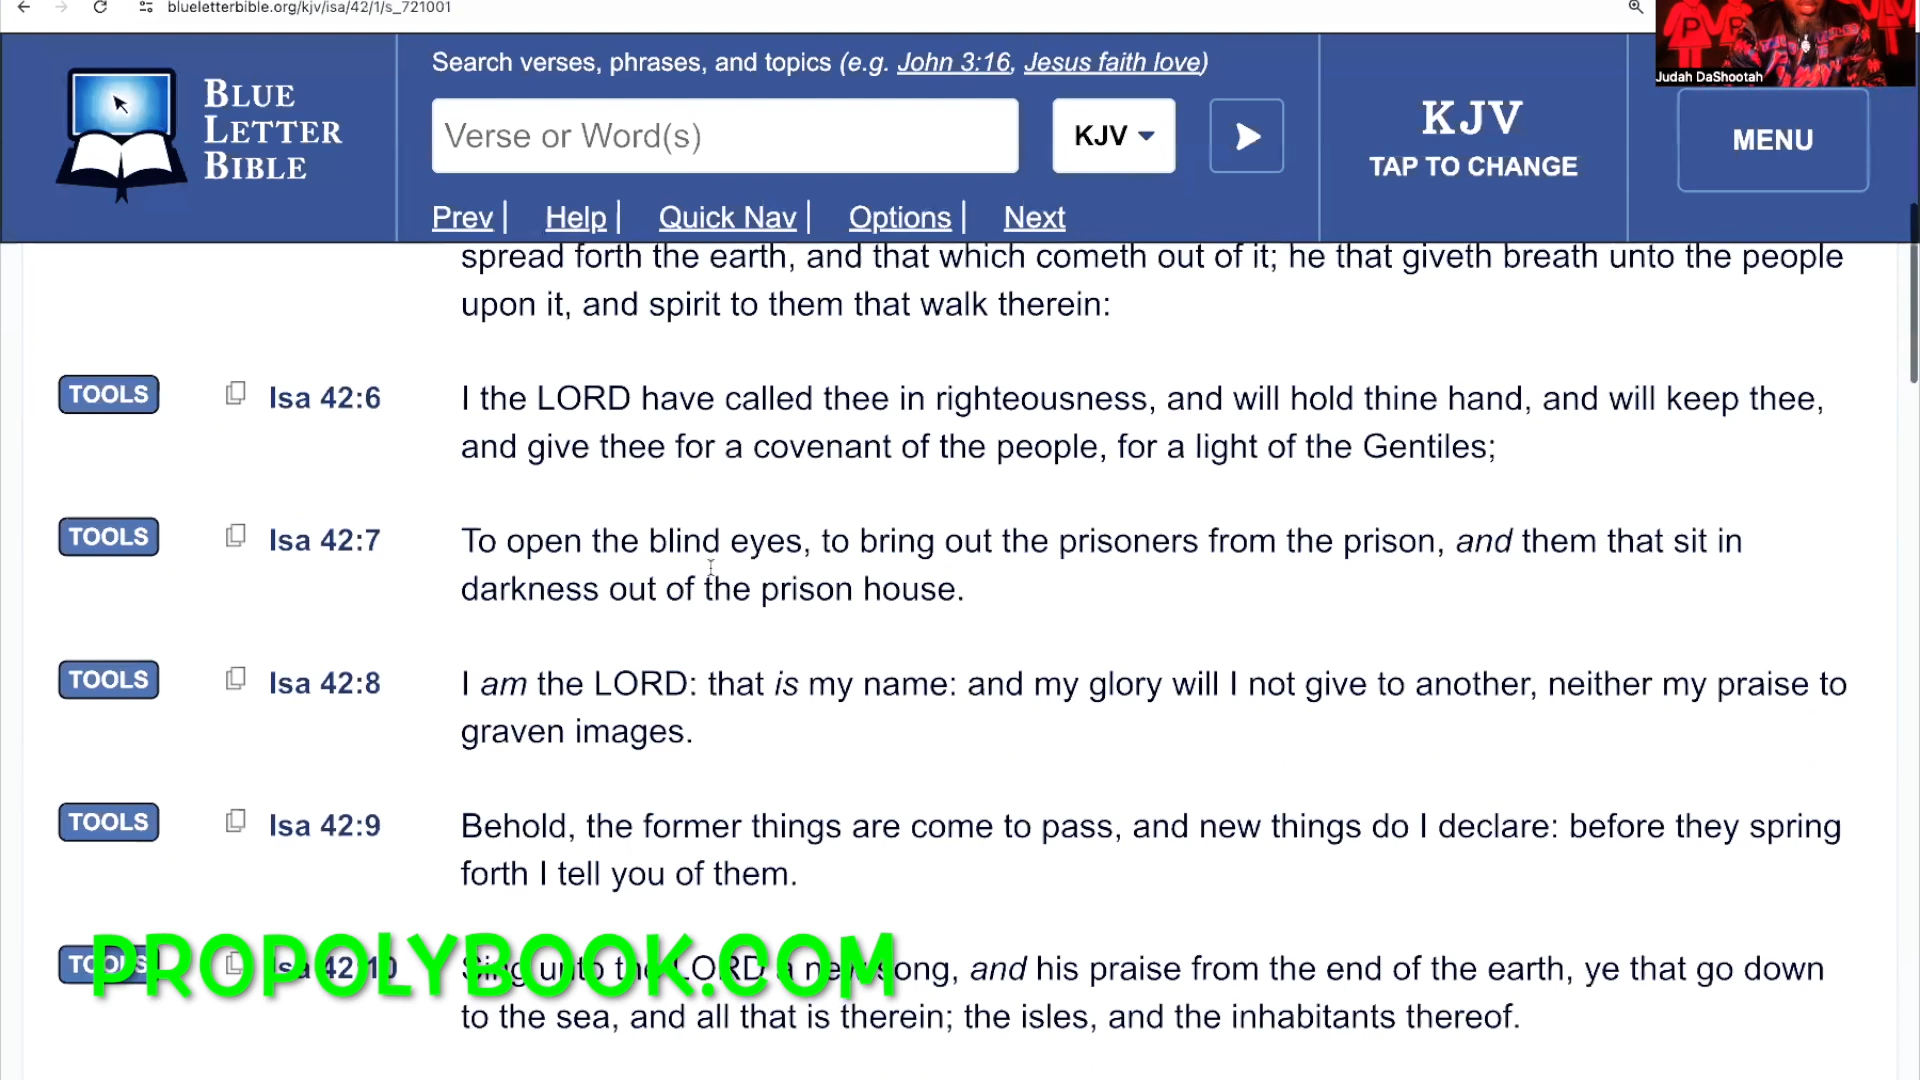 blueletterbible.org/kjv/isa/42/1/s_721001
Judah DaShootah
BLUE
LETTER
BIBLE
Search verses, phrases, and topics (e.g. John 3:16, Jesus faith love)
Verse or Word(s)
KJV
KJV
TAP TO CHANGE
MENU
Prev | Help | Quick Nav | Options | Next
spread forth the earth, and that which cometh out of it; he that giveth breath unto the people
upon it, and spirit to them that walk therein:
TOOLS Isa 42:6 I the LORD have called thee in righteousness, and will hold thine hand, and will keep thee,
and give thee for a covenant of the people, for a light of the Gentiles;
TOOLS Isa 42:7 To open the blind eyes, to bring out the prisoners from the prison, and them that sit in
darkness out of the prison house.
TOOLS Isa 42:8 I am the LORD: that is my name: and my glory will I not give to another, neither my praise to
graven images.
TOOLS Isa 42:9 Behold, the former things are come to pass, and new things do I declare: before they spring
forth I tell you of them.
TOOLS Isa 42:10 Sing unto the LORD a new song, and his praise from the end of the earth, ye that go down
to the sea, and all that is therein; the isles, and the inhabitants thereof.
PROPOLYBOOK.COM